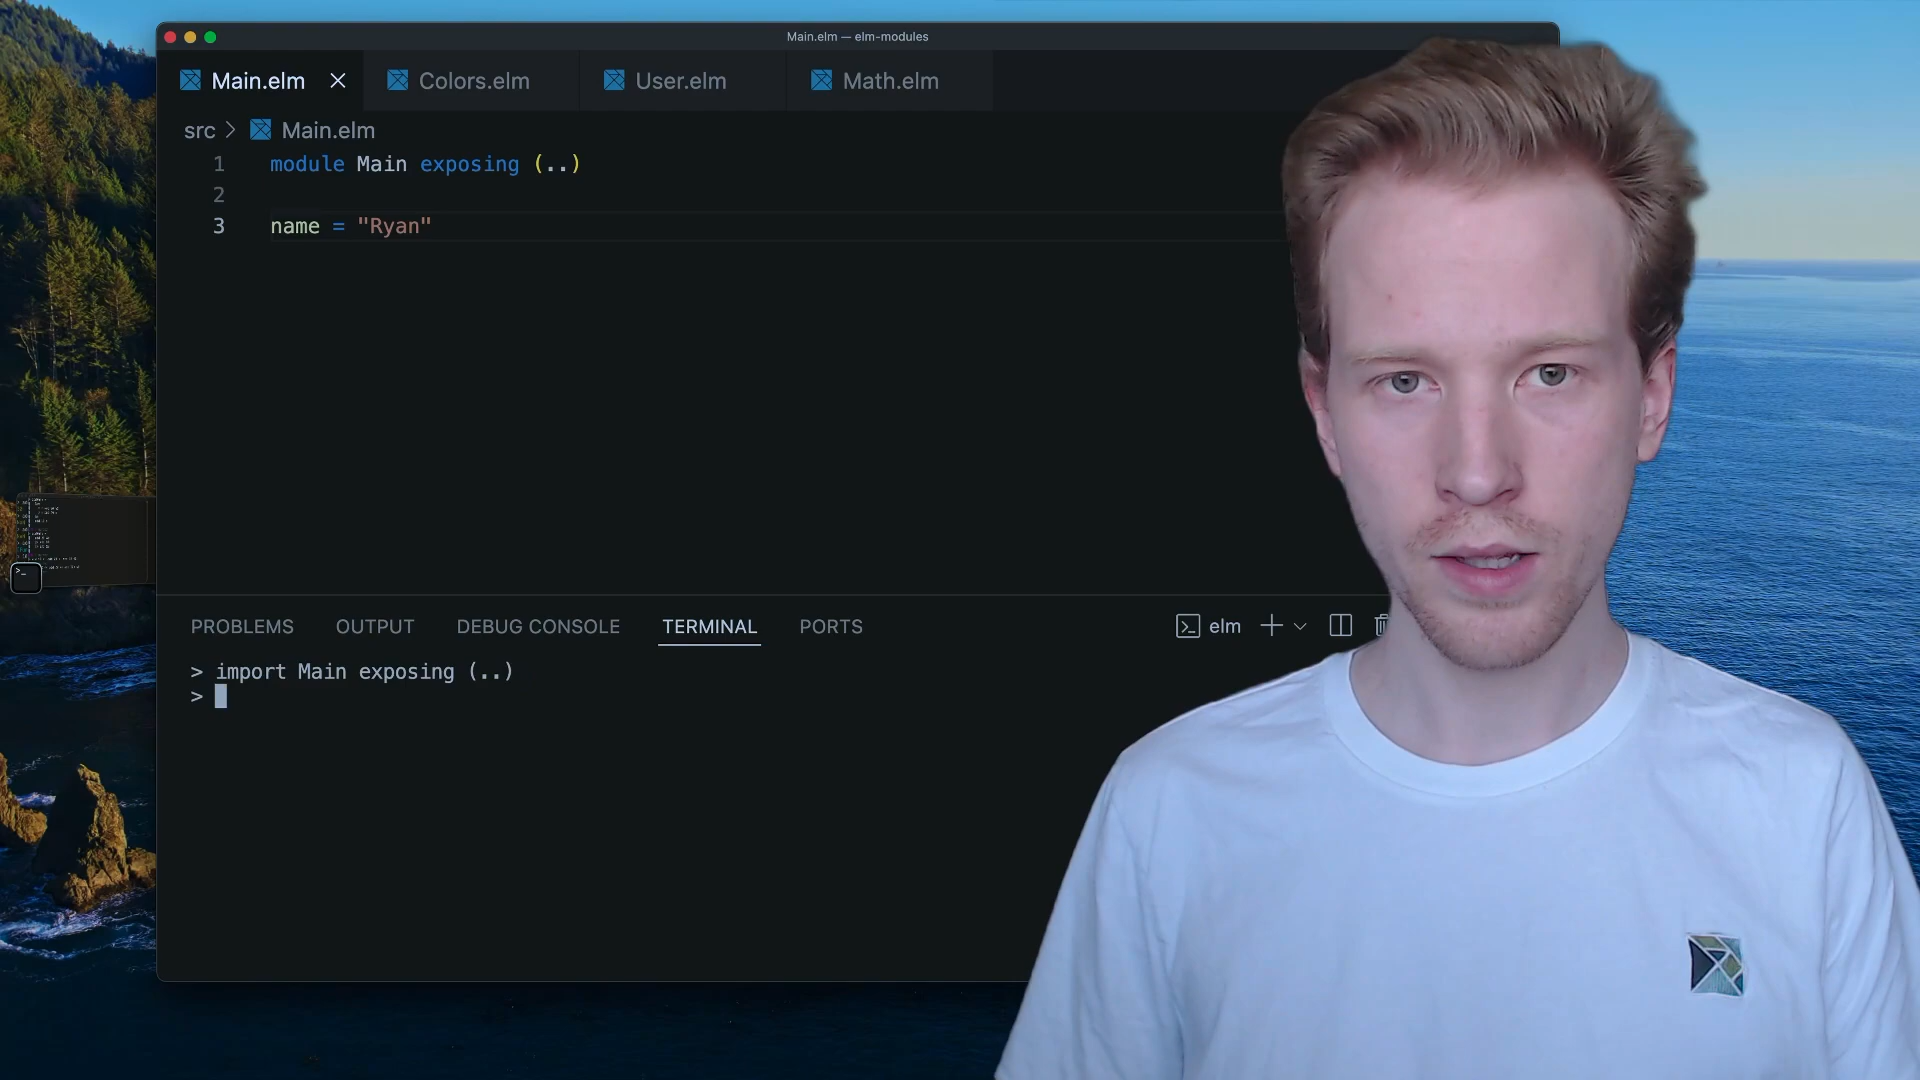 Main.elm — elm-modules
Main.elm
Colors.elm
User.elm
Math.elm
src > Main.elm
1 module Main exposing (..)
2
3 name = "Ryan"
PROBLEMS
OUTPUT
DEBUG CONSOLE
TERMINAL
PORTS
elm
> import Main exposing (..)
>